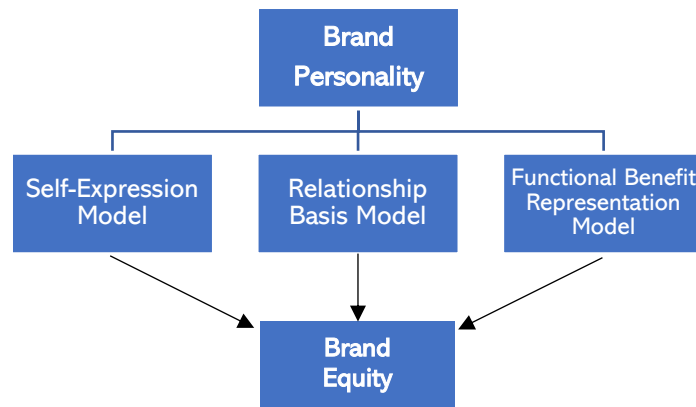 Brand
Personality
Self-Expression
Model
Relationship
Basis Model
Functional Benefit
Representation
Model
Brand
Equity